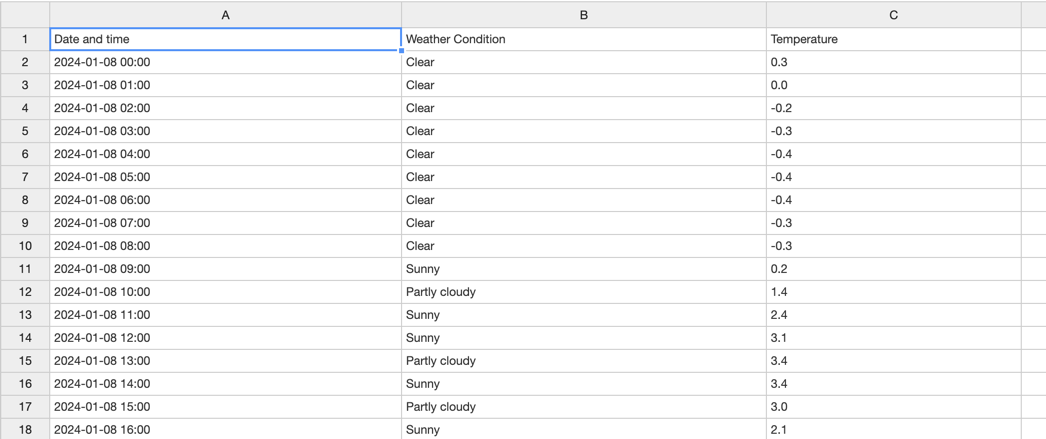 A B C
1 Date and time Weather Condition Temperature
2 2024-01-08 00:00 Clear 0.3
3 2024-01-08 01:00 Clear 0.0
4 2024-01-08 02:00 Clear -0.2
5 2024-01-08 03:00 Clear -0.3
6 2024-01-08 04:00 Clear -0.4
7 2024-01-08 05:00 Clear -0.4
8 2024-01-08 06:00 Clear -0.4
9 2024-01-08 07:00 Clear -0.3
10 2024-01-08 08:00 Clear -0.3
11 2024-01-08 09:00 Sunny 0.2
12 2024-01-08 10:00 Partly cloudy 1.4
13 2024-01-08 11:00 Sunny 2.4
14 2024-01-08 12:00 Sunny 3.1
15 2024-01-08 13:00 Partly cloudy 3.4
16 2024-01-08 14:00 Sunny 3.4
17 2024-01-08 15:00 Partly cloudy 3.0
18 2024-01-08 16:00 Sunny 2.1